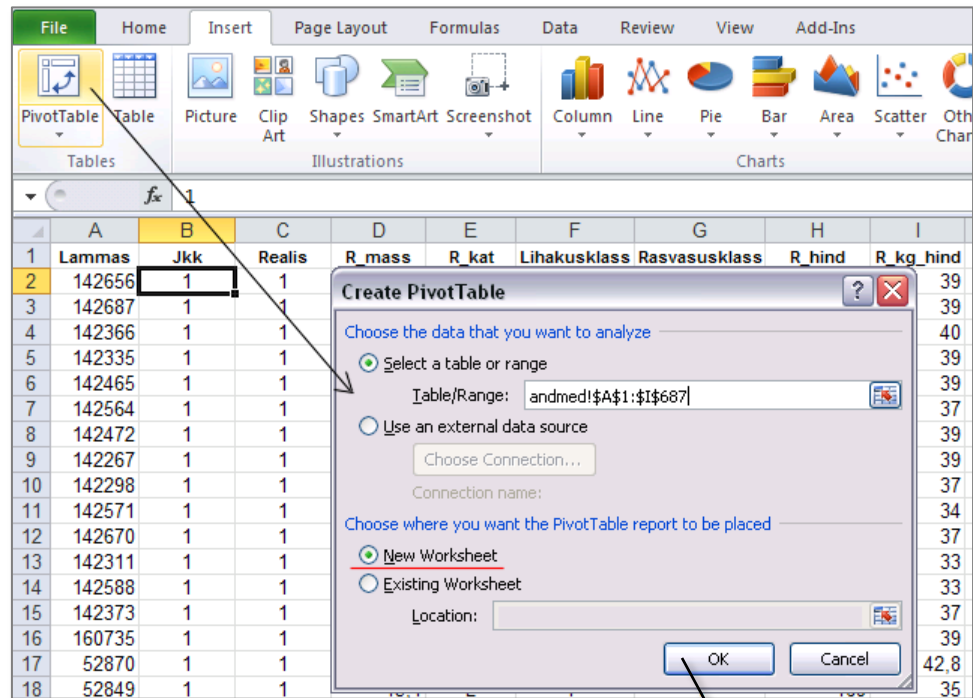 File Home Insert Page Layout Formulas Data Review View Add-Ins
PivotTable Table Picture Clip Art Shapes SmartArt Screenshot Column Line Pie Bar Area Scatter Oth Char
Tables Illustrations Charts
fx 1
A B C D E F G H I
1 Lammas Jkk Realis R_mass R_kat Lihakusklass Rasvasusklass R_hind R_kg_hind
2 142656 1 1 39
3 142687 1 1 39
4 142366 1 1 40
5 142335 1 1 39
6 142465 1 1 39
7 142564 1 1 37
8 142472 1 1 39
9 142267 1 1 39
10 142298 1 1 37
11 142571 1 1 34
12 142670 1 1 37
13 142311 1 1 33
14 142588 1 1 33
15 142373 1 1 37
16 160735 1 1 39
17 52870 1 1 42,8
18 52849 1 1 35
Create PivotTable ?
Choose the data that you want to analyze
Select a table or range
Table/Range: andmed!$A$1:$I$687
Use an external data source
Choose Connection...
Connection name:
Choose where you want the PivotTable report to be placed
New Worksheet
Existing Worksheet
Location:
OK Cancel